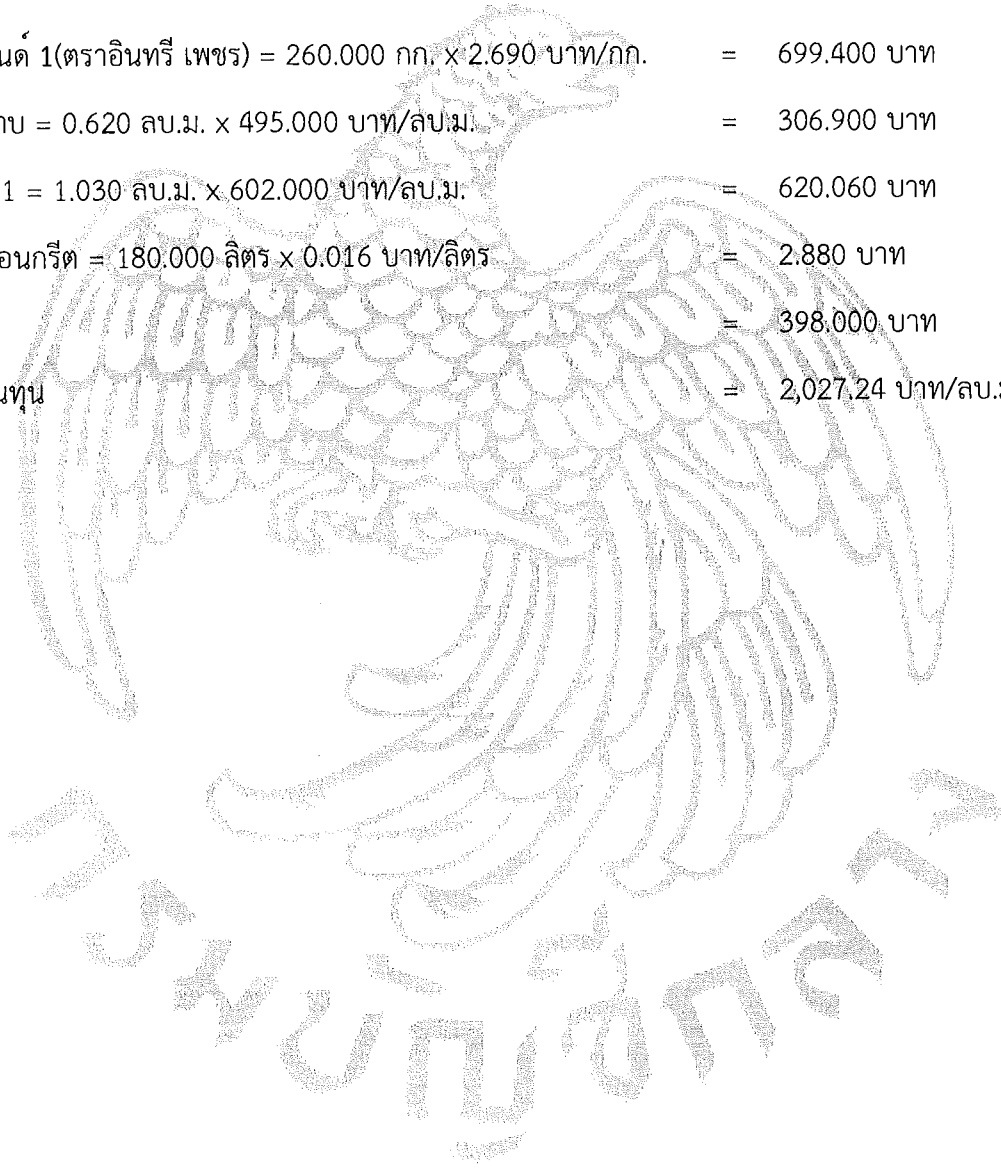 นด์ 1(ตราอินทรี เพชร) = 260.000 กก. x 2.690 บาท/กก. = 699.400 บาท
าบ = 0.620 ลบ.ม. x 495.000 บาท/ลบ.ม. = 306.900 บาท
1 = 1.030 ลบ.ม. x 602.000 บาท/ลบ.ม. = 620.060 บาท
อนกรีต = 180.000 ลิตร x 0.016 บาท/ลิตร = 2.880 บาท
= 398.000 บาท
นทุน = 2,027.24 บาท/ลบ.